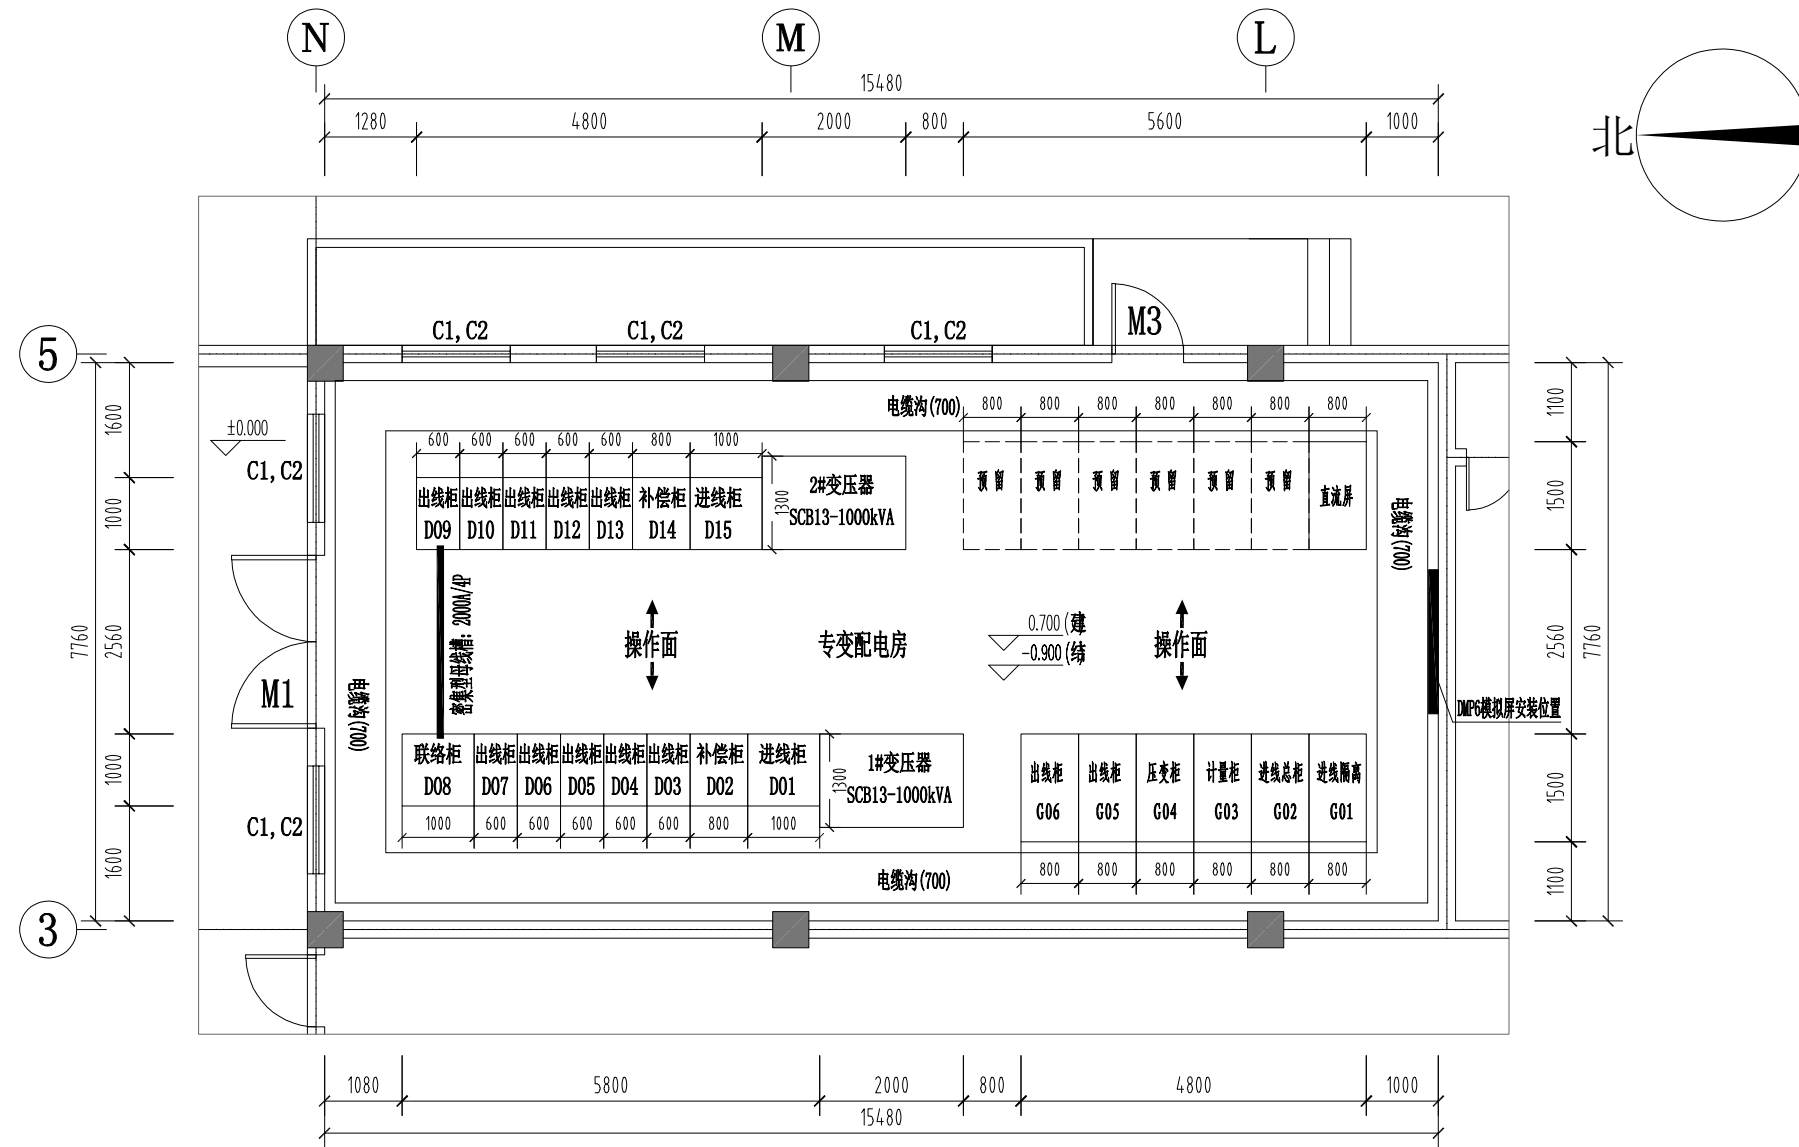 N
M
L
15480
1280
4800
2000
800
5600
1000
北
C1,C2
C1,C2
C1,C2
M3
5
电缆沟(700)
800
800
800
800
800
800
800
±0.000
C1,C2
600
600
600
600
600
800
1000
出线柜
D09
出线柜
D10
出线柜
D11
出线柜
D12
出线柜
D13
补偿柜
D14
进线柜
D15
1300
2#变压器
SCB13-1000kVA
预留
预留
预留
预留
预留
预留
直流屏
电缆沟(700)
1600
1000
2560
1000
1600
7760
1100
1500
2560
1500
1100
7760
密集型母线槽：2000A/4P
操作面
专变配电房
0.700(建
-0.900(结
操作面
M1
电缆沟(700)
DMP6模拟屏安装位置
联络柜
D08
出线柜
D07
出线柜
D06
出线柜
D05
出线柜
D04
出线柜
D03
补偿柜
D02
进线柜
D01
1300
1#变压器
SCB13-1000kVA
出线柜
G06
出线柜
G05
压变柜
G04
计量柜
G03
进线总柜
G02
进线隔离
G01
C1,C2
1000
600
600
600
600
600
800
1000
800
800
800
800
800
800
电缆沟(700)
3
1080
5800
2000
800
4800
1000
15480